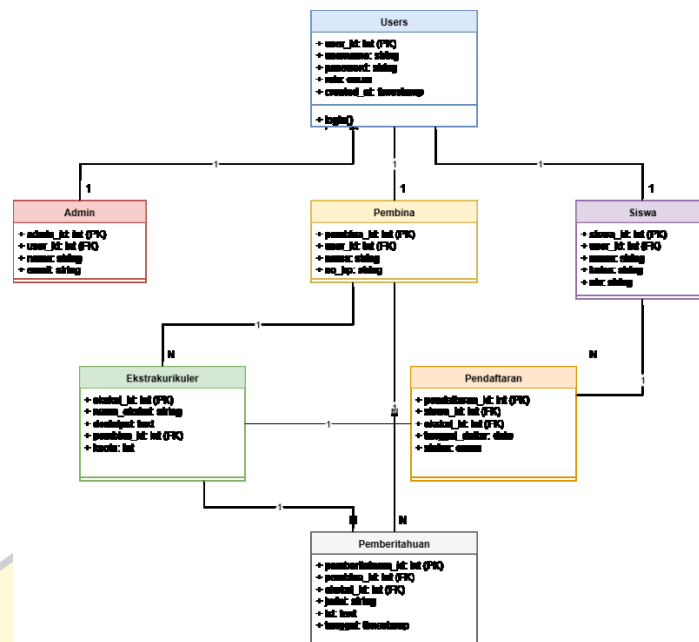 Users
+ user_id: int (PK)
+ username: string
+ password: string
+ role: enum
+ created_at: timestamp
+ login()
1
1
1
1
1
1
Admin
+ admin_id: int (PK)
+ user_id: int (FK)
+ nama: string
+ email: string
Pembina
+ pembina_id: int (PK)
+ user_id: int (FK)
+ nama: string
+ no_hp: string
Siswa
+ siswa_id: int (PK)
+ user_id: int (FK)
+ nama: string
+ kelas: string
+ nis: string
1
N
N
1
Ekstrakurikuler
+ ekskul_id: int (PK)
+ nama_ekskul: string
+ deskripsi: text
+ pembina_id: int (FK)
+ kuota: int
1
1
N
Pendaftaran
+ pendaftaran_id: int (PK)
+ siswa_id: int (FK)
+ ekskul_id: int (FK)
+ tanggal_daftar: date
+ status: enum
1
N
N
Pemberitahuan
+ pemberitahuan_id: int (PK)
+ pembina_id: int (FK)
+ ekskul_id: int (FK)
+ judul: string
+ isi: text
+ tanggal: timestamp